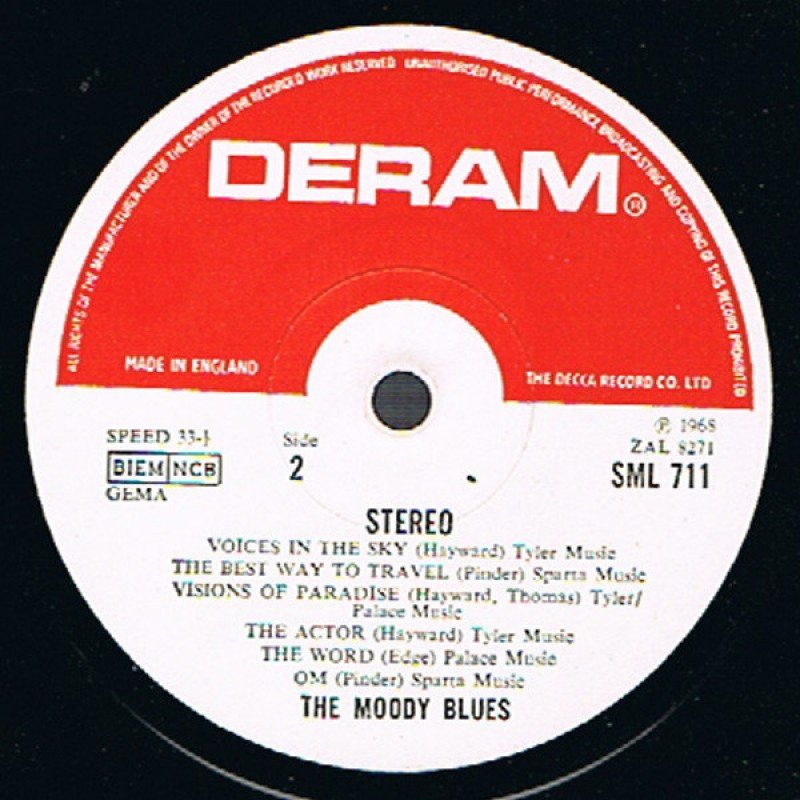 ALL RIGHTS OF THE MANUFACTURER AND OF THE OWNER OF THE RECORDED WORK RESERVED UNAUTHORISED PUBLIC PERFORMANCE BROADCASTING AND COPYING OF THIS RECORD PROHIBITED
DERAM®
MADE IN ENGLAND
THE DECCA RECORD CO. LTD
SPEED 33⅓
BIEM NCB
GEMA
Side
2
℗ 1968
ZAL 8271
SML 711
STEREO
VOICES IN THE SKY (Hayward) Tyler Music
THE BEST WAY TO TRAVEL (Pinder) Sparta Music
VISIONS OF PARADISE (Hayward, Thomas) Tyler/
Palace Music
THE ACTOR (Hayward) Tyler Music
THE WORD (Edge) Palace Music
OM (Pinder) Sparta Music
THE MOODY BLUES